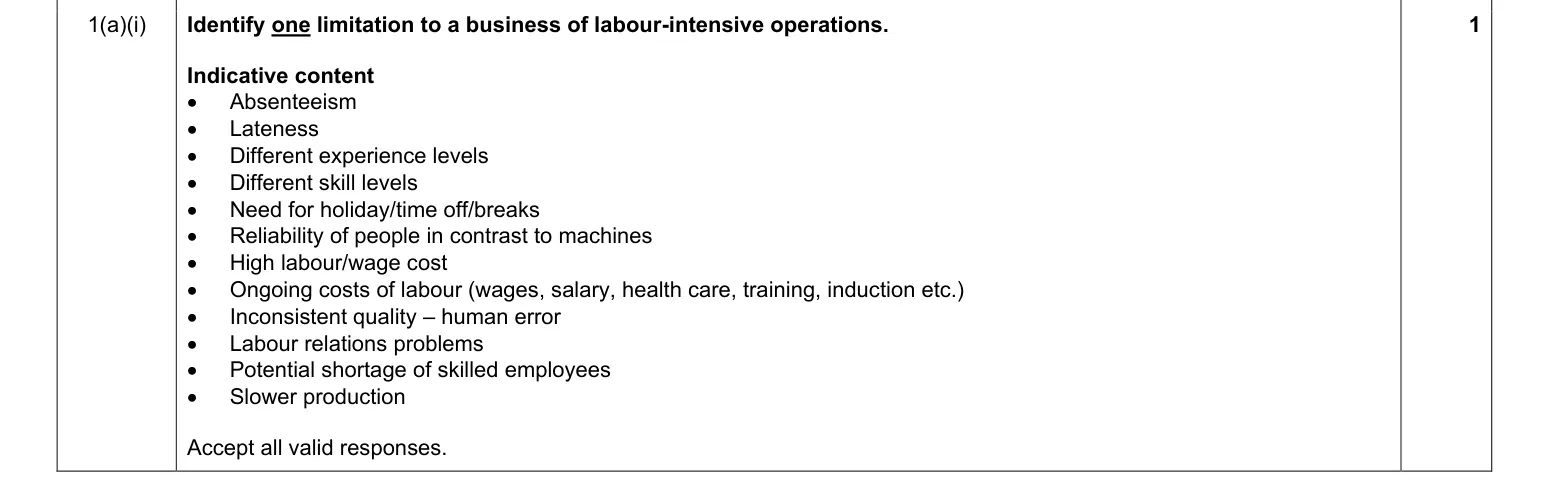 1(a)(i) Identify one limitation to a business of labour-intensive operations. 1
Indicative content
• Absenteeism
• Lateness
• Different experience levels
• Different skill levels
• Need for holiday/time off/breaks
• Reliability of people in contrast to machines
• High labour/wage cost
• Ongoing costs of labour (wages, salary, health care, training, induction etc.)
• Inconsistent quality – human error
• Labour relations problems
• Potential shortage of skilled employees
• Slower production
Accept all valid responses.